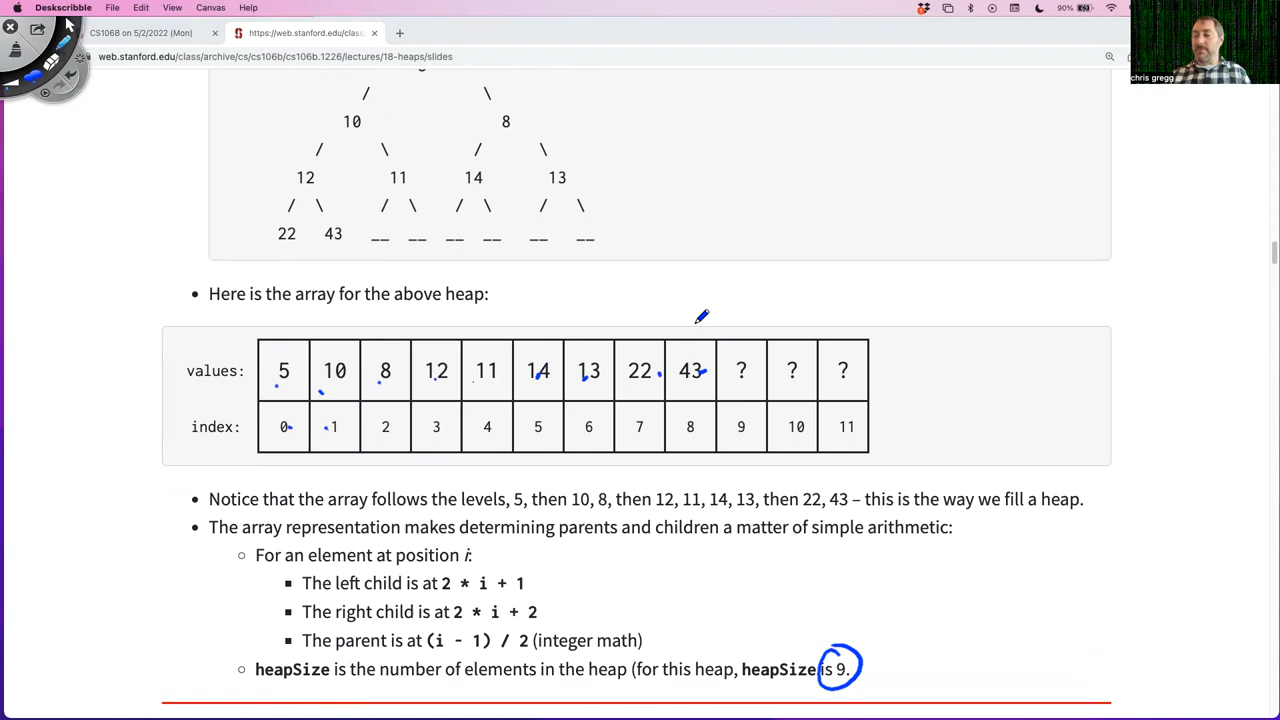 Deskscribble File Edit View Canvas Help 90%
CS106B on 5/2/2022 (Mon) × https://web.stanford.edu/class × +
web.stanford.edu/class/archive/cs/cs106b/cs106b.1226/lectures/18-heaps/slides
chris gregg
/ \
10 8
/ \ / \
12 11 14 13
/ \ / \ / \ / \
22 43 __ __ __ __ __ __
• Here is the array for the above heap:
values: 5 10 8 12 11 14 13 22 43 ? ? ?
index: 0 1 2 3 4 5 6 7 8 9 10 11
• Notice that the array follows the levels, 5, then 10, 8, then 12, 11, 14, 13, then 22, 43 – this is the way we fill a heap.
• The array representation makes determining parents and children a matter of simple arithmetic:
○ For an element at position i:
▪ The left child is at 2 * i + 1
▪ The right child is at 2 * i + 2
▪ The parent is at (i - 1) / 2 (integer math)
○ heapSize is the number of elements in the heap (for this heap, heapSize is 9.